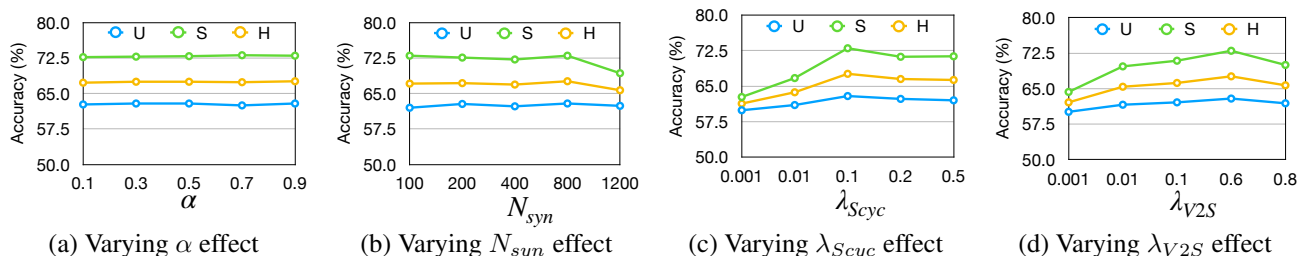 80.0
72.5
65.0
57.5
50.0
Accuracy (%)
U S H
0.1 0.3 0.5 0.7 0.9
α
(a) Varying α effect
80.0
72.5
65.0
57.5
50.0
Accuracy (%)
U S H
100 200 400 800 1200
N_syn
(b) Varying N_syn effect
80.0
72.5
65.0
57.5
50.0
Accuracy (%)
U S H
0.001 0.01 0.1 0.2 0.5
λ_Scyc
(c) Varying λ_Scyc effect
80.0
72.5
65.0
57.5
50.0
Accuracy (%)
U S H
0.001 0.01 0.1 0.6 0.8
λ_V2S
(d) Varying λ_V2S effect